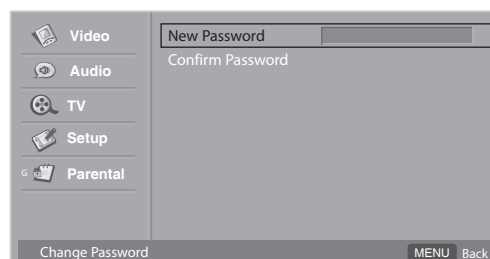 Video
Audio
TV
Setup
G Parental
New Password
Confirm Password
Change Password
MENU Back